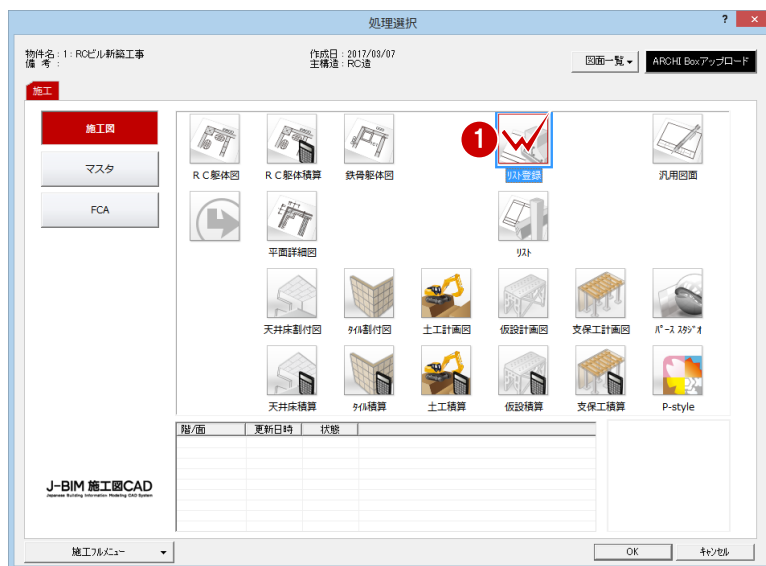 処理選択
? ×
物件名:1:RCビル新築工事
作成日:2017/03/07
備 考:
主構造:RC造
図面一覧
ARCHI Boxアップロード
施工
施工図
マスタ
FCA
1
RC躯体図
RC躯体積算
鉄骨躯体図
リスト登録
汎用図面
平面詳細図
リスト
天井床割付図
タイル割付図
土工計画図
仮設計画図
支保工計画図
パース スタジオ
天井床積算
タイル積算
土工積算
仮設積算
支保工積算
P-style
階/面
更新日時
状態
J-BIM 施工図CAD
Japanese Building Information Modeling CAD System
施工フルメニュー
OK
キャンセル